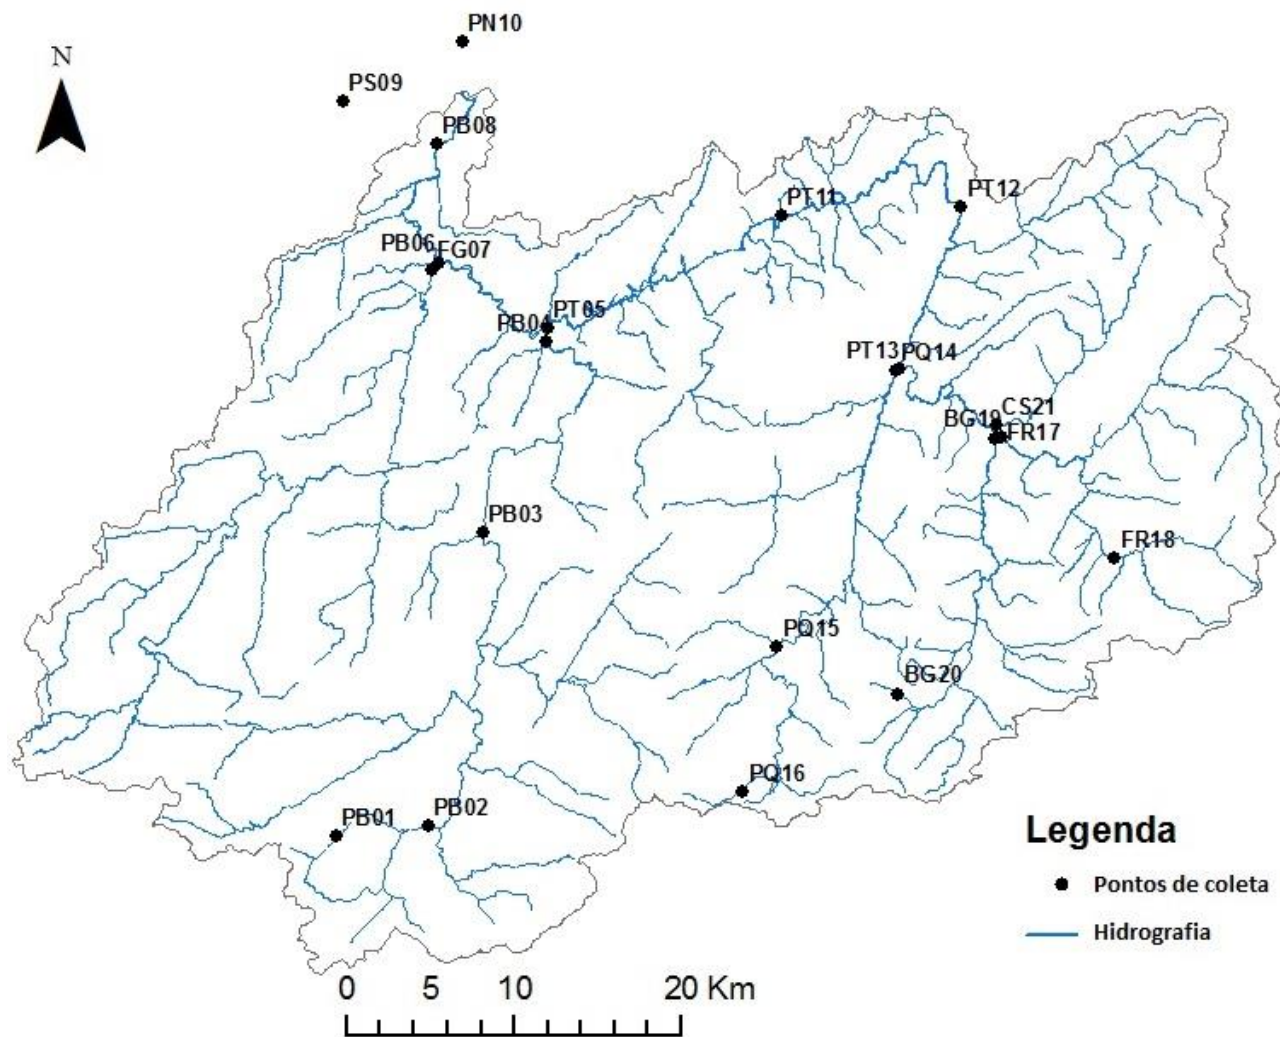 PN10
N
PS09
PB08
PT11
PT12
PB06
FG07
PT05
PB04
PT13
PQ14
CS21
BG19
FR17
PB03
FR18
PQ15
BG20
PQ16
PB01
PB02
Legenda
Pontos de coleta
Hidrografia
0 5 10 20 Km